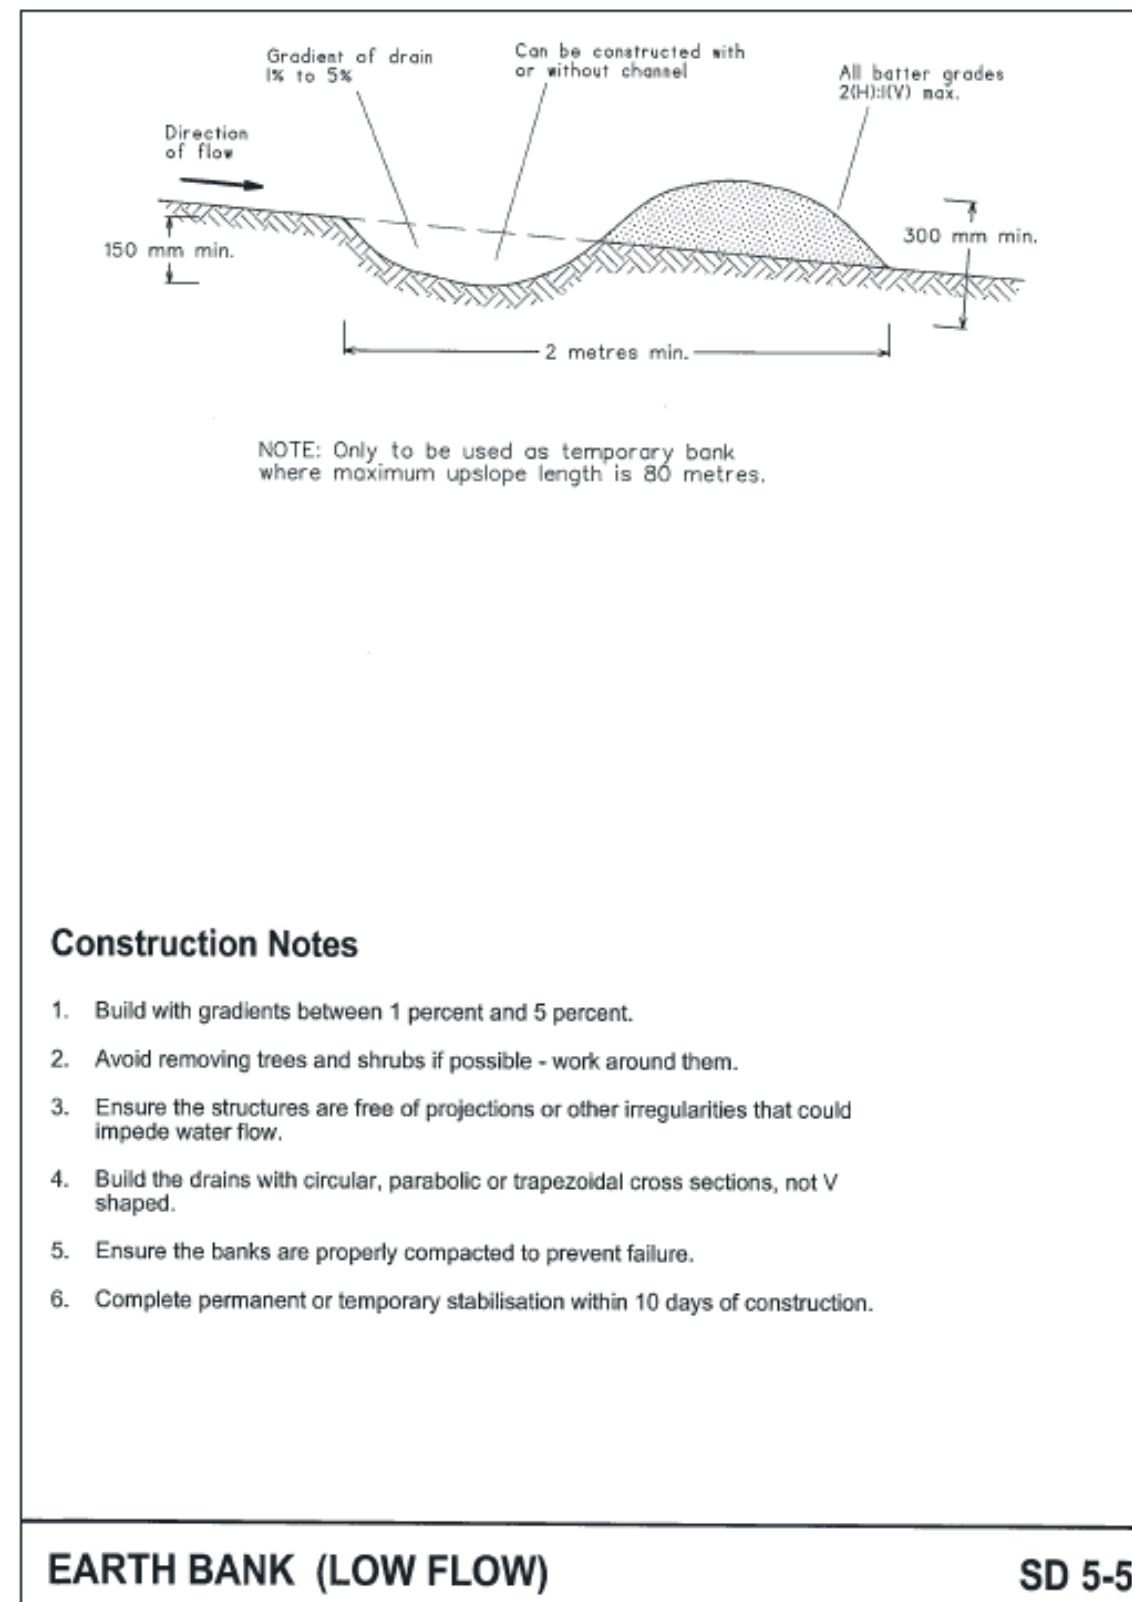 Gradient of drain
1% to 5%
Can be constructed with
or without channel
All batter grades
2(H):1(V) max.
Direction
of flow
150 mm min.
300 mm min.
2 metres min.
NOTE: Only to be used as temporary bank
where maximum upslope length is 80 metres.
Construction Notes
1. Build with gradients between 1 percent and 5 percent.
2. Avoid removing trees and shrubs if possible - work around them.
3. Ensure the structures are free of projections or other irregularities that could
impede water flow.
4. Build the drains with circular, parabolic or trapezoidal cross sections, not V
shaped.
5. Ensure the banks are properly compacted to prevent failure.
6. Complete permanent or temporary stabilisation within 10 days of construction.
EARTH BANK (LOW FLOW)
SD 5-5